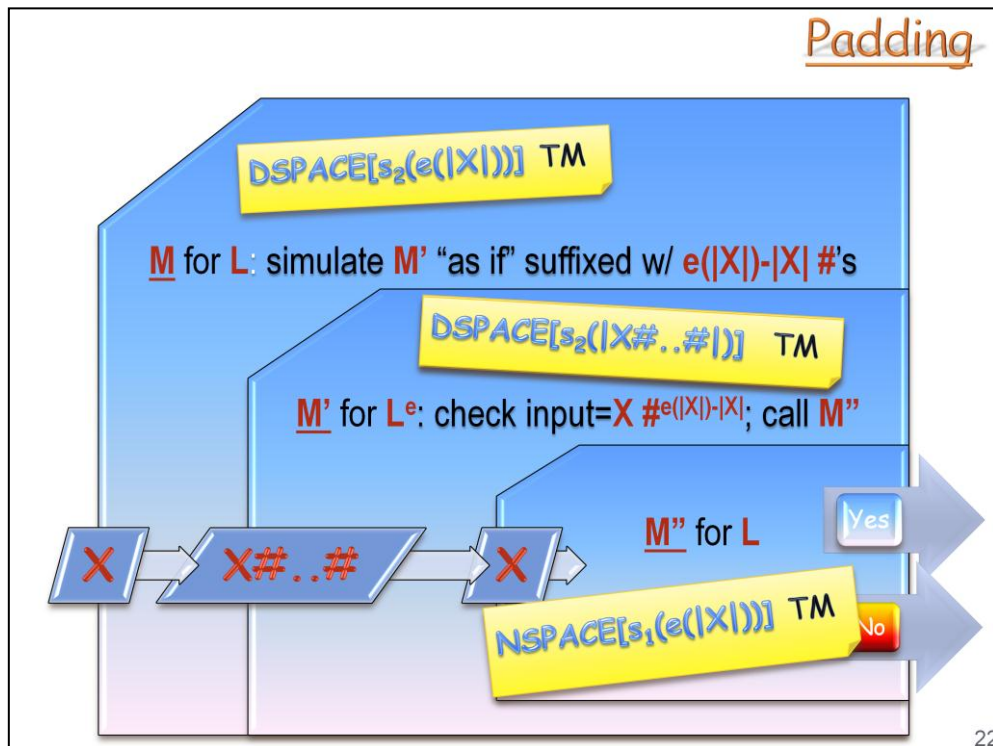 Padding
DSPACE[s₂(e(|X|))] TM
M for L: simulate M' “as if” suffixed w/ e(|X|)-|X| #'s
DSPACE[s₂(|X#..#|)] TM
M' for Lᵉ: check input=X #ᵉ⁽|X|⁾⁻|X|; call M”
X
X#..#
X
M” for L
Yes
NSPACE[s₁(e(|X|))] TM
No
22